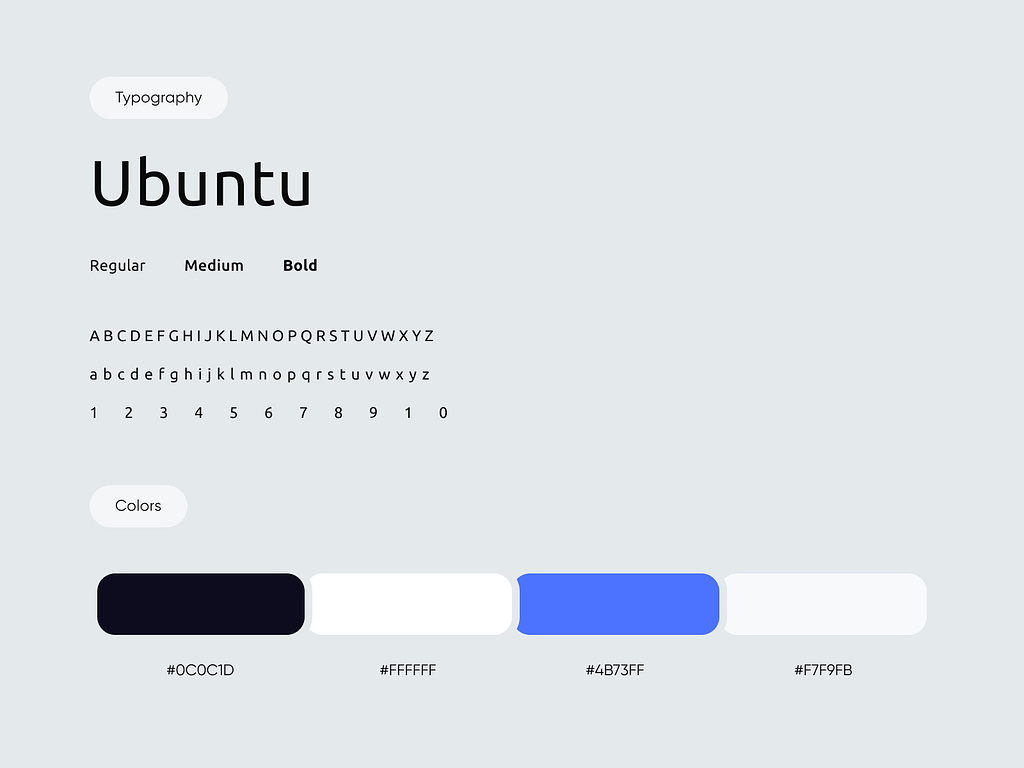 Typography
Ubuntu
Regular Medium Bold
A B C D E F G H I J K L M N O P Q R S T U V W X Y Z
a b c d e f g h i j k l m n o p q r s t u v w x y z
1 2 3 4 5 6 7 8 9 1 0
Colors
#0C0C1D #FFFFFF #4B73FF #F7F9FB